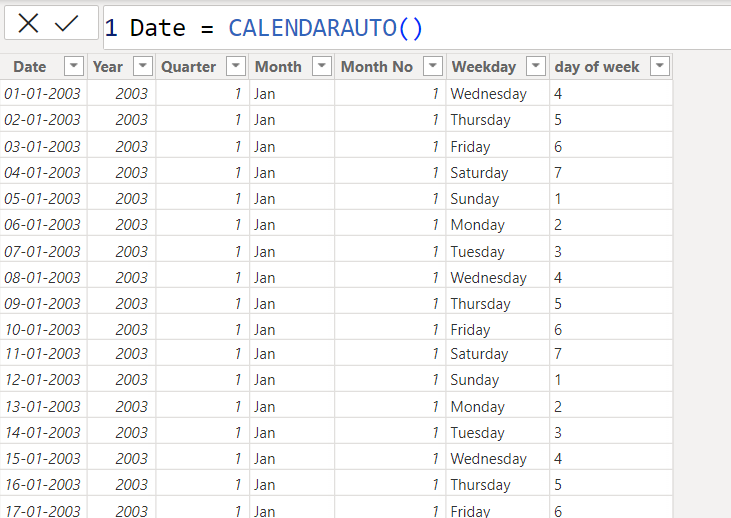 1 Date = CALENDARAUTO()
Date Year Quarter Month Month No Weekday day of week
01-01-2003 2003 1 Jan 1 Wednesday 4
02-01-2003 2003 1 Jan 1 Thursday 5
03-01-2003 2003 1 Jan 1 Friday 6
04-01-2003 2003 1 Jan 1 Saturday 7
05-01-2003 2003 1 Jan 1 Sunday 1
06-01-2003 2003 1 Jan 1 Monday 2
07-01-2003 2003 1 Jan 1 Tuesday 3
08-01-2003 2003 1 Jan 1 Wednesday 4
09-01-2003 2003 1 Jan 1 Thursday 5
10-01-2003 2003 1 Jan 1 Friday 6
11-01-2003 2003 1 Jan 1 Saturday 7
12-01-2003 2003 1 Jan 1 Sunday 1
13-01-2003 2003 1 Jan 1 Monday 2
14-01-2003 2003 1 Jan 1 Tuesday 3
15-01-2003 2003 1 Jan 1 Wednesday 4
16-01-2003 2003 1 Jan 1 Thursday 5
17-01-2003 2003 1 Jan 1 Friday 6